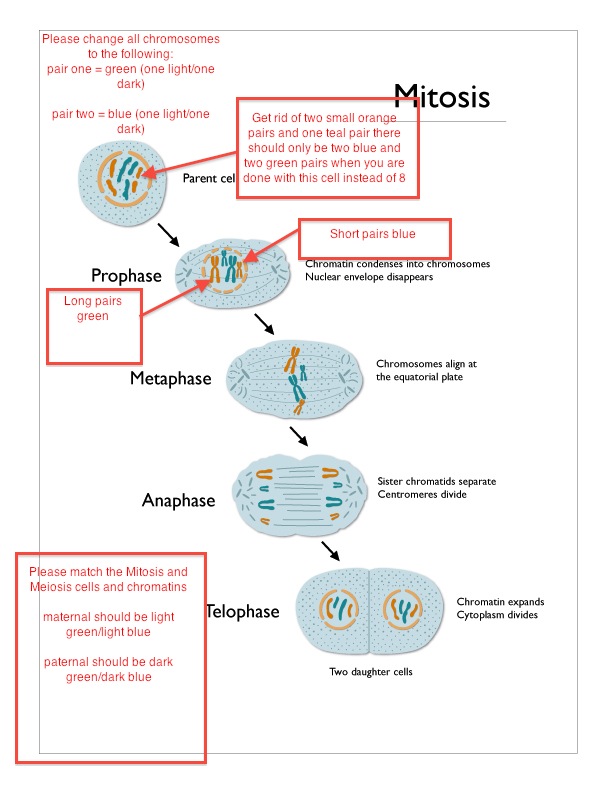 Please change all chromosomes
to the following:
pair one = green (one light/one
dark)
pair two = blue (one light/one
dark)
Mitosis
Get rid of two small orange
pairs and one teal pair there
should only be two blue and
two green pairs when you are
done with this cell instead of 8
Parent cel
Short pairs blue
Prophase
Chromatin condenses into chromosomes
Nuclear envelope disappears
Long pairs
green
Metaphase
Chromosomes align at
the equatorial plate
Anaphase
Sister chromatids separate
Centromeres divide
Please match the Mitosis and
Meiosis cells and chromatins
maternal should be light
green/light blue
paternal should be dark
green/dark blue
Telophase
Chromatin expands
Cytoplasm divides
Two daughter cells